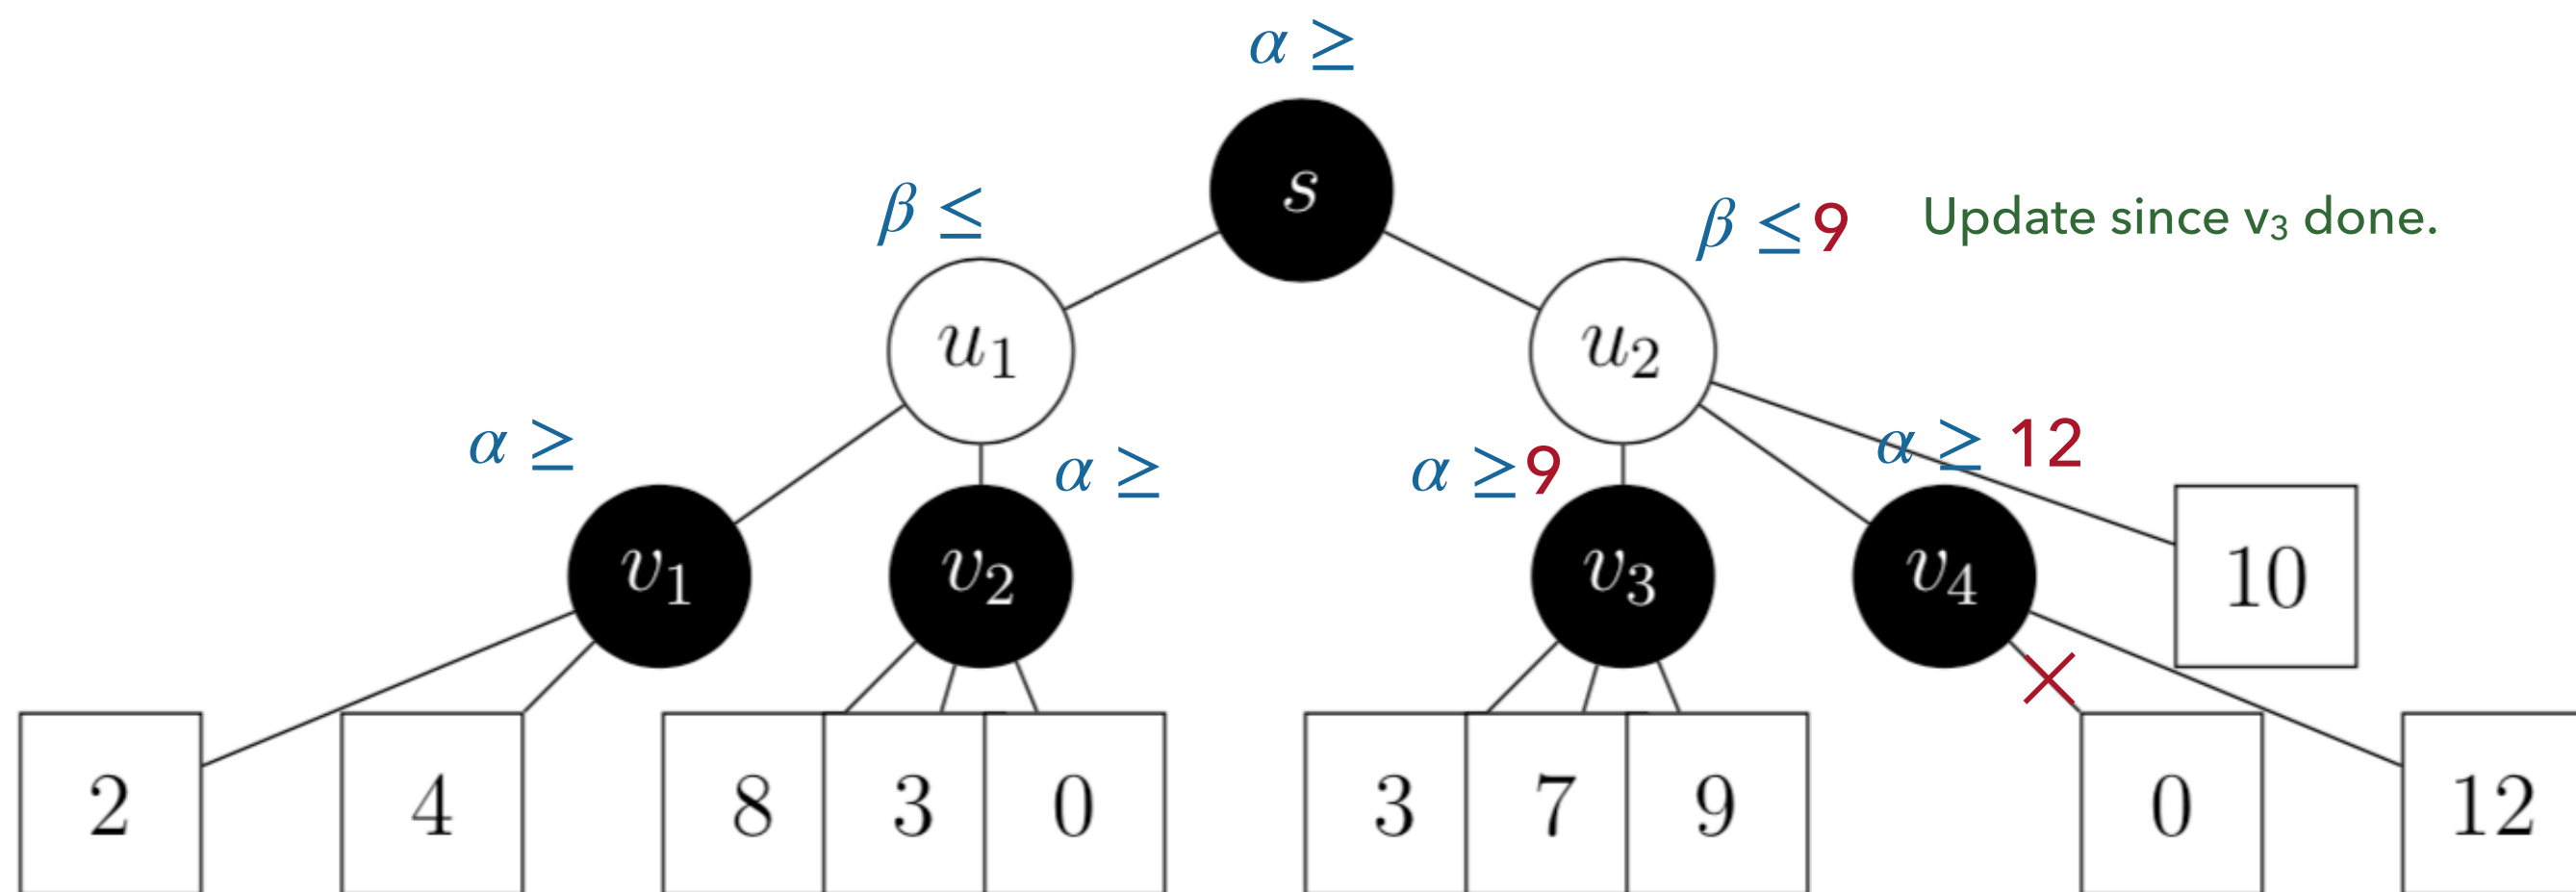 α ≥
s
β ≤
β ≤ 9 Update since v₃ done.
u₁
u₂
α ≥
α ≥
α ≥ 9
α ≥ 12
v₁
v₂
v₃
v₄
10
2
4
8
3
0
3
7
9
0
12